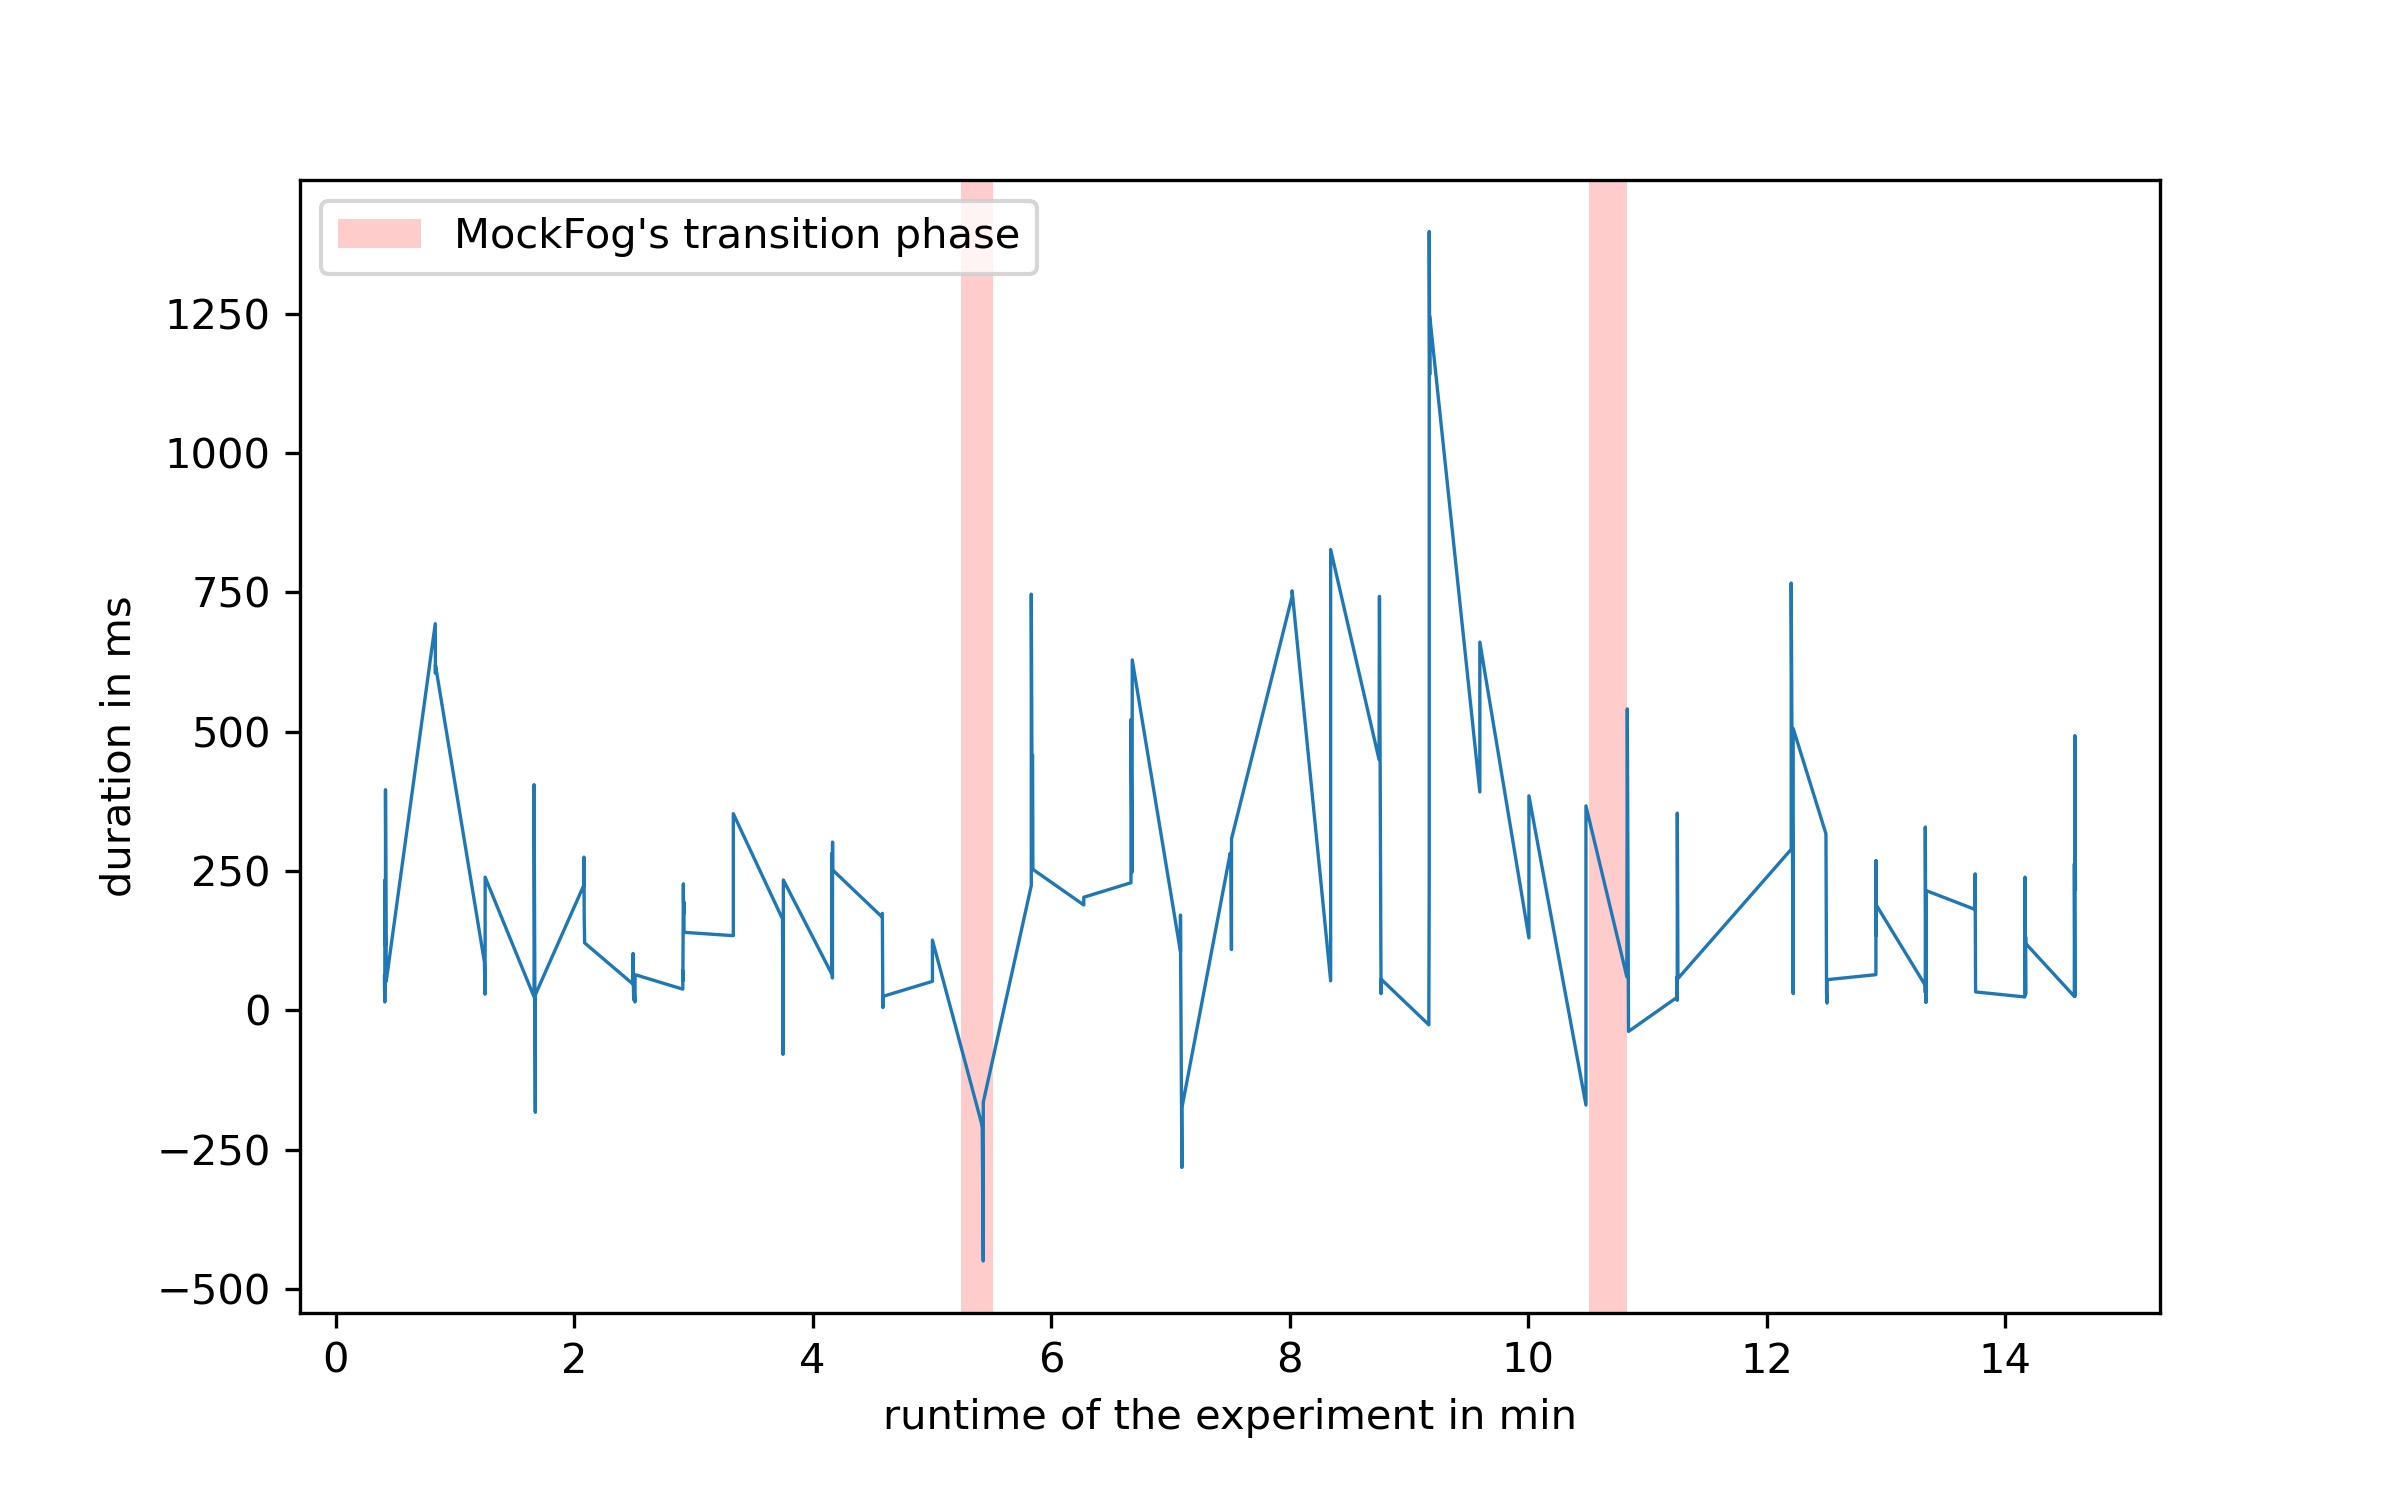 MockFog's transition phase
1250
1000
750
500
250
0
−250
−500
duration in ms
0 2 4 6 8 10 12 14
runtime of the experiment in min